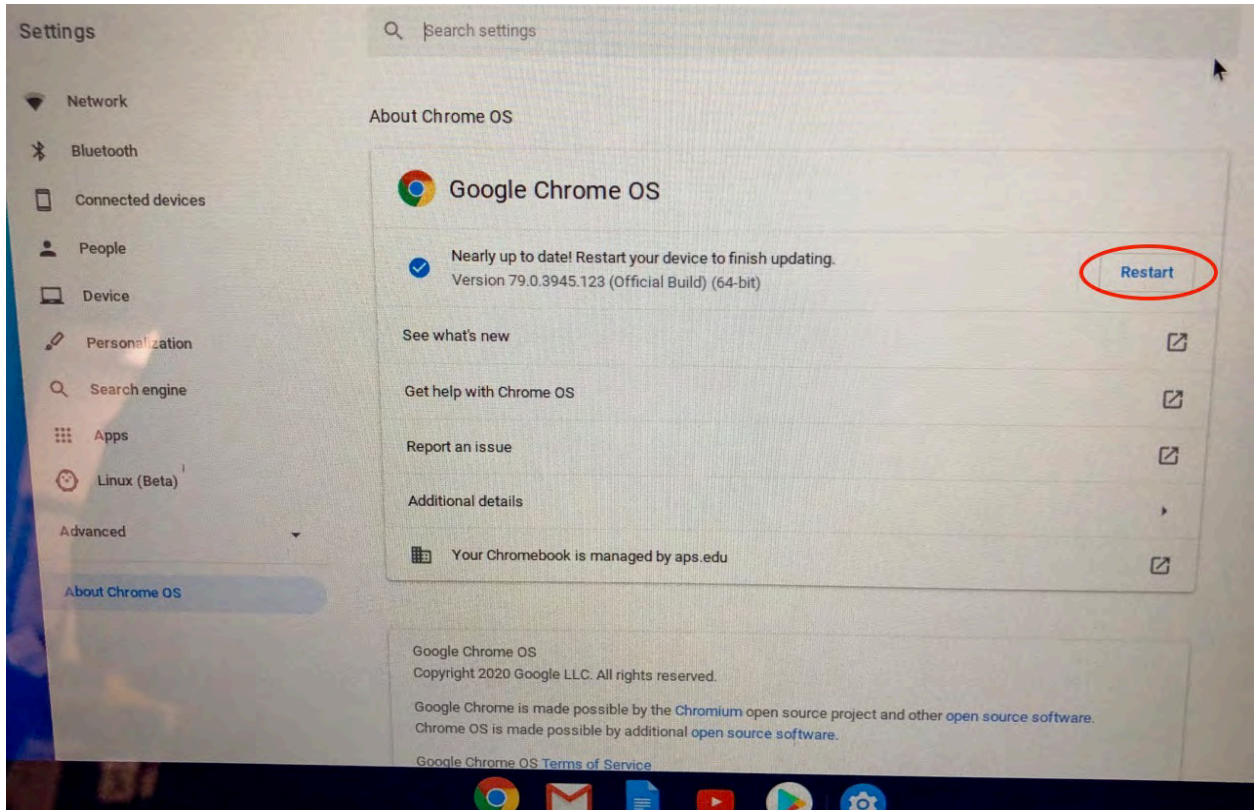 Settings
Search settings
Network
Bluetooth
Connected devices
People
Device
Personalization
Search engine
Apps
Linux (Beta)
Advanced
About Chrome OS
About Chrome OS
Google Chrome OS
Nearly up to date! Restart your device to finish updating.
Version 79.0.3945.123 (Official Build) (64-bit)
Restart
See what's new
Get help with Chrome OS
Report an issue
Additional details
Your Chromebook is managed by aps.edu
Google Chrome OS
Copyright 2020 Google LLC. All rights reserved.
Google Chrome is made possible by the Chromium open source project and other open source software.
Chrome OS is made possible by additional open source software.
Google Chrome OS Terms of Service